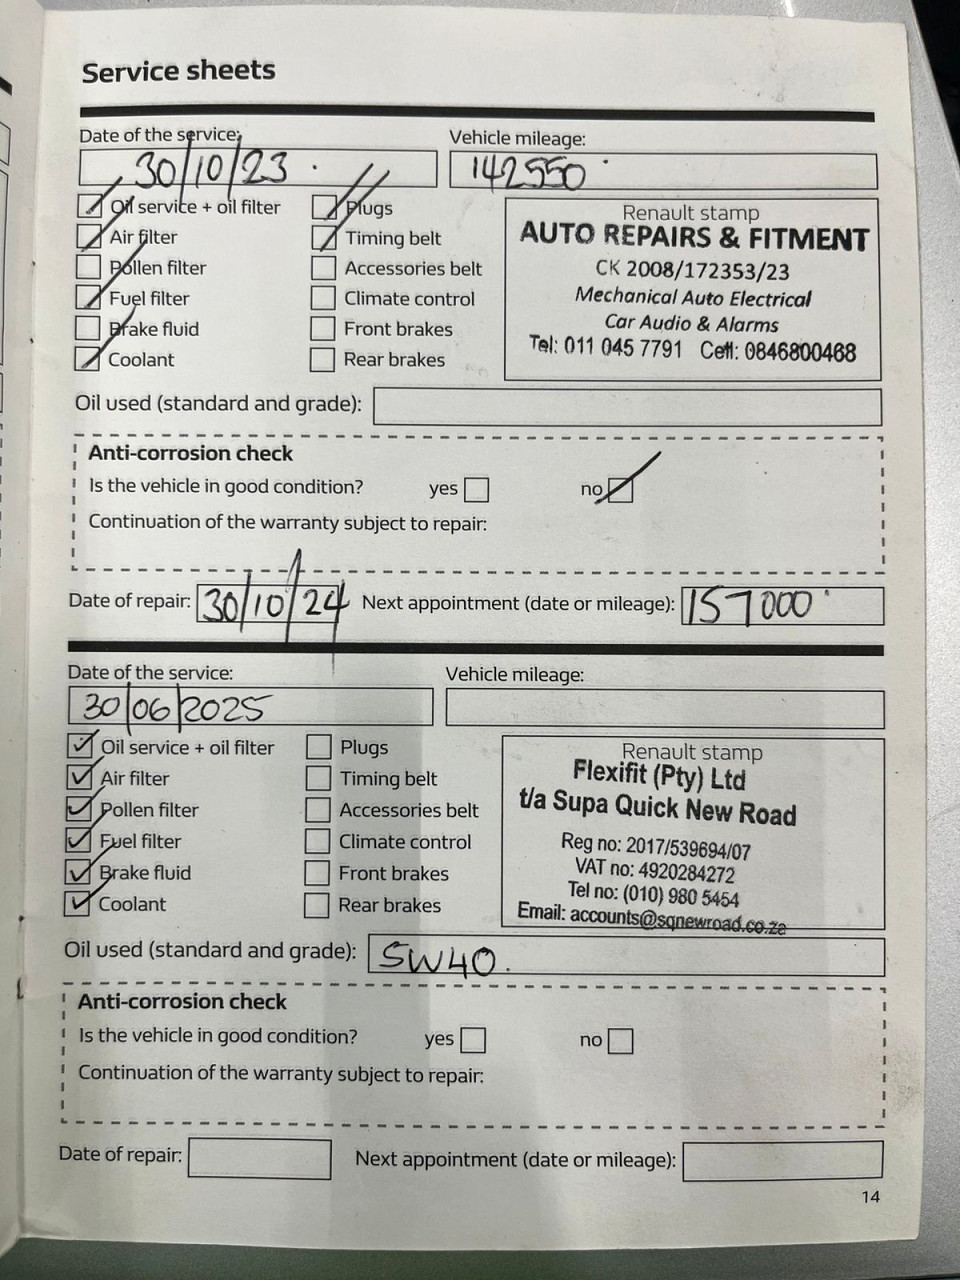 Service sheets
Date of the service: Vehicle mileage:
30/10/23 142550
Oil service + oil filter Plugs
Air filter Timing belt
Pollen filter Accessories belt
Fuel filter Climate control
Brake fluid Front brakes
Coolant Rear brakes
Renault stamp
AUTO REPAIRS & FITMENT
CK 2008/172353/23
Mechanical Auto Electrical
Car Audio & Alarms
Tel: 011 045 7791 Cell: 0846800468
Oil used (standard and grade):
Anti-corrosion check
Is the vehicle in good condition? yes no
Continuation of the warranty subject to repair:
Date of repair: 30/10/24 Next appointment (date or mileage): 157000
Date of the service: Vehicle mileage:
30/06/2025
Oil service + oil filter Plugs
Air filter Timing belt
Pollen filter Accessories belt
Fuel filter Climate control
Brake fluid Front brakes
Coolant Rear brakes
Renault stamp
Flexifit (Pty) Ltd
t/a Supa Quick New Road
Reg no: 2017/539694/07
VAT no: 4920284272
Tel no: (010) 980 5454
Email: accounts@sqnewroad.co.za
Oil used (standard and grade): 5W40.
Anti-corrosion check
Is the vehicle in good condition? yes no
Continuation of the warranty subject to repair:
Date of repair: Next appointment (date or mileage):
14